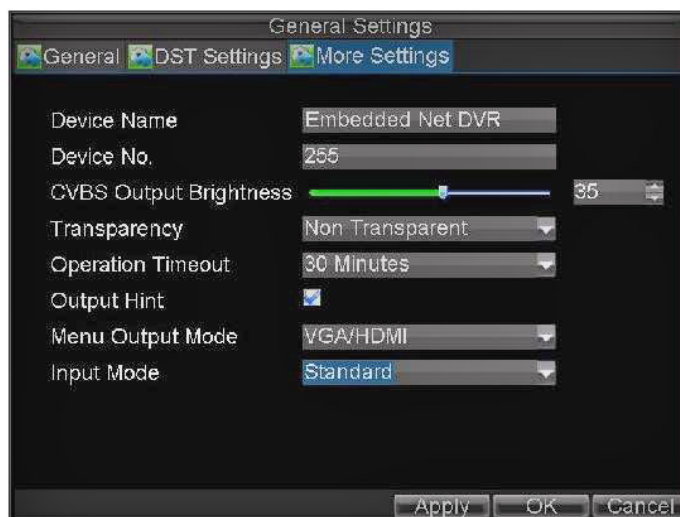 General Settings
General DST Settings More Settings
Device Name Embedded Net DVR
Device No. 255
CVBS Output Brightness 35
Transparency Non Transparent
Operation Timeout 30 Minutes
Output Hint
Menu Output Mode VGA/HDMI
Input Mode Standard
Apply OK Cancel